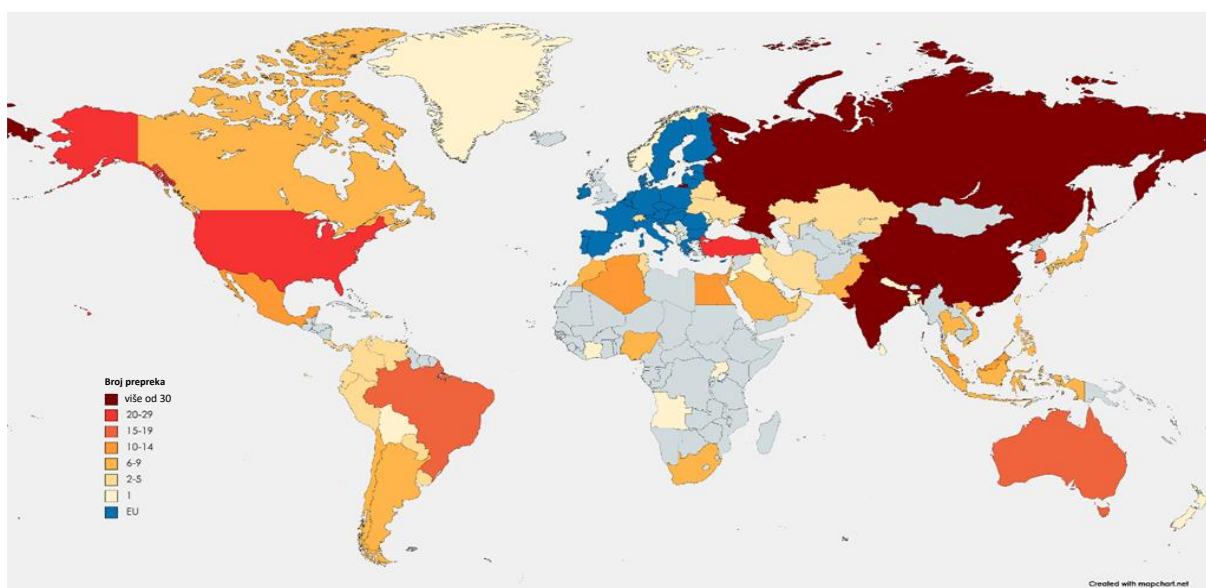 Broj prepreka
više od 30
20-29
15-19
10-14
6-9
2-5
1
EU
Created with mapchart.net